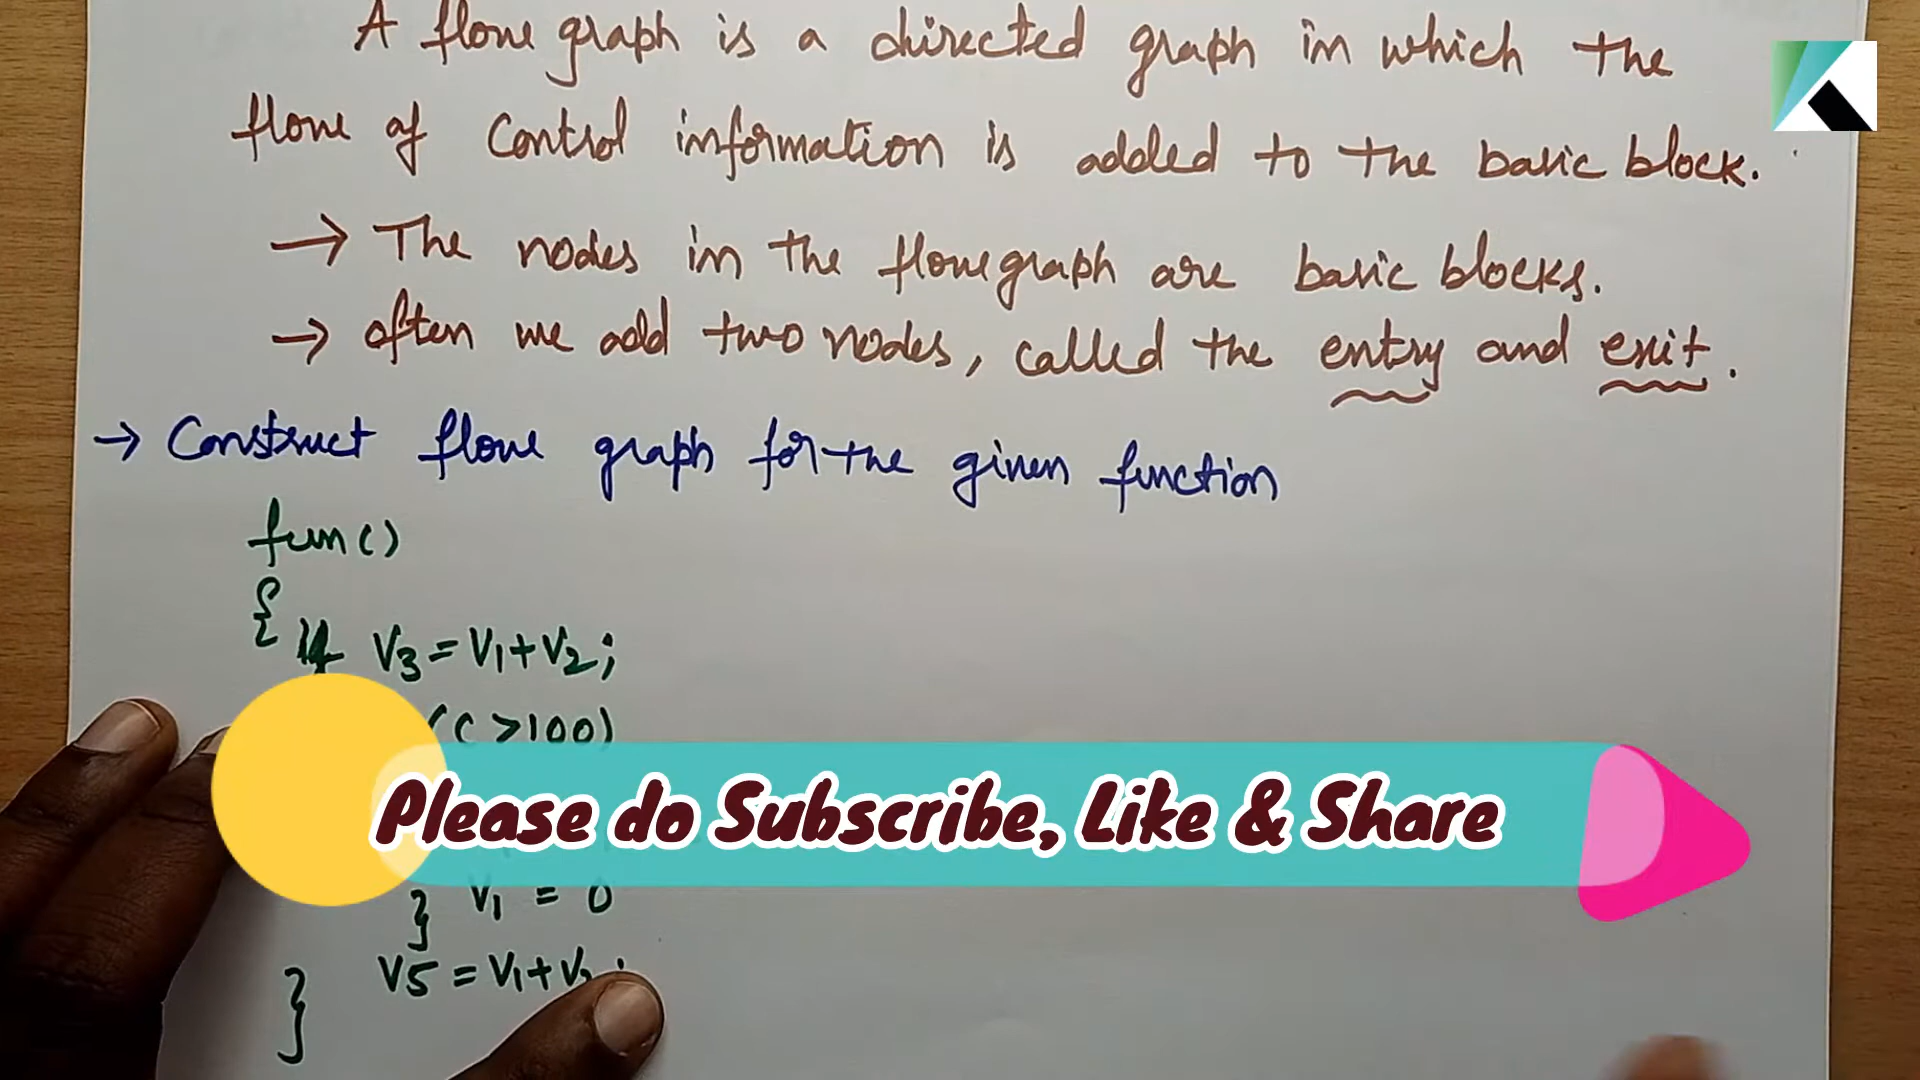 A flow graph is a directed graph in which the
flow of control information is added to the basic block.
→ The nodes in the flowgraph are basic blocks.
→ often we add two nodes, called the entry and exit.
→ Construct flow graph for the given function
fun()
{
V3 = V1+V2;
(C >100)
Please do Subscribe, Like & Share
} V1 = 0
V5 = V1+V2;
}